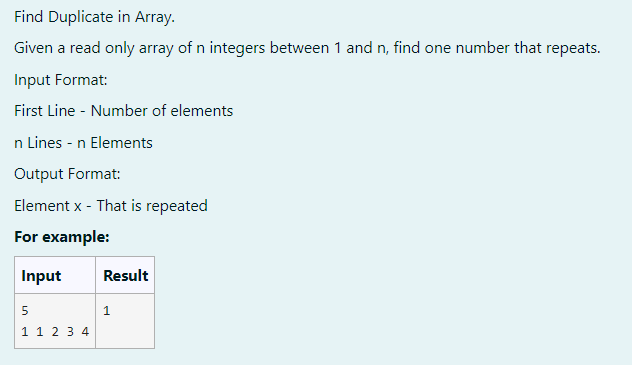 Find Duplicate in Array.
Given a read only array of n integers between 1 and n, find one number that repeats.
Input Format:
First Line - Number of elements
n Lines - n Elements
Output Format:
Element x - That is repeated
For example:
Input Result
5 1
1 1 2 3 4